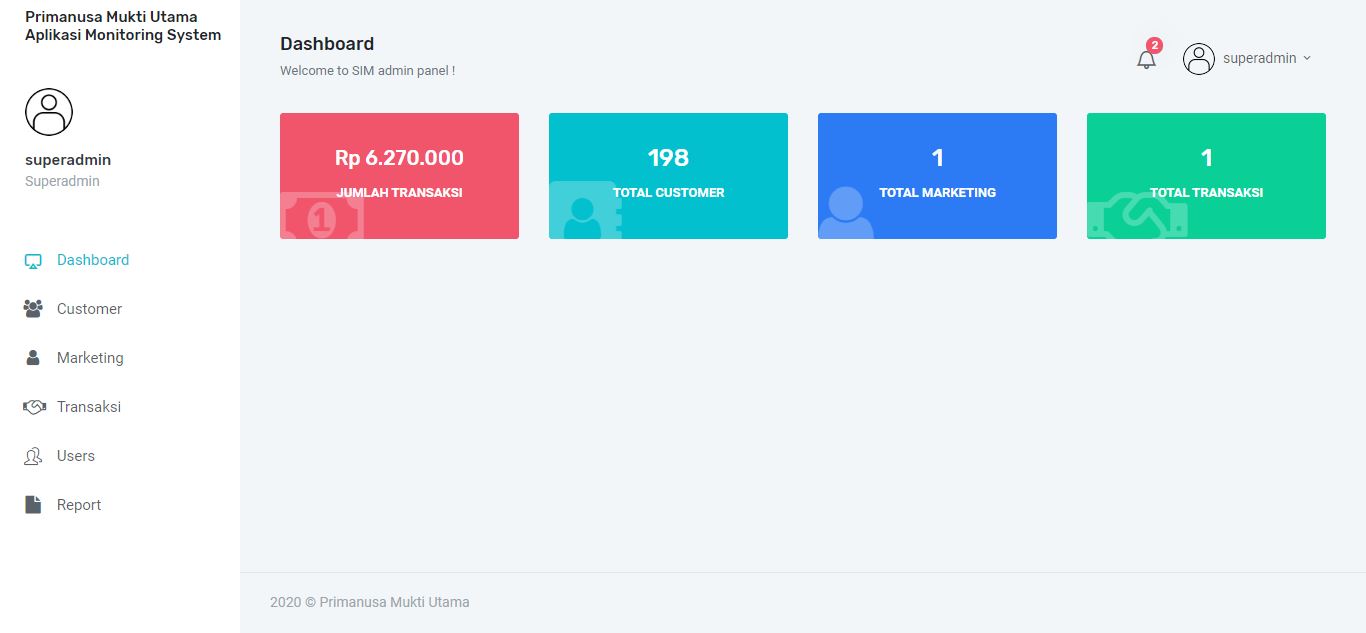 Primanusa Mukti Utama
Aplikasi Monitoring System
superadmin
Superadmin
Dashboard
Customer
Marketing
Transaksi
Users
Report
Dashboard
Welcome to SIM admin panel !
2
superadmin
Rp 6.270.000
JUMLAH TRANSAKSI
1
198
TOTAL CUSTOMER
1
TOTAL MARKETING
1
TOTAL TRANSAKSI
2020 © Primanusa Mukti Utama